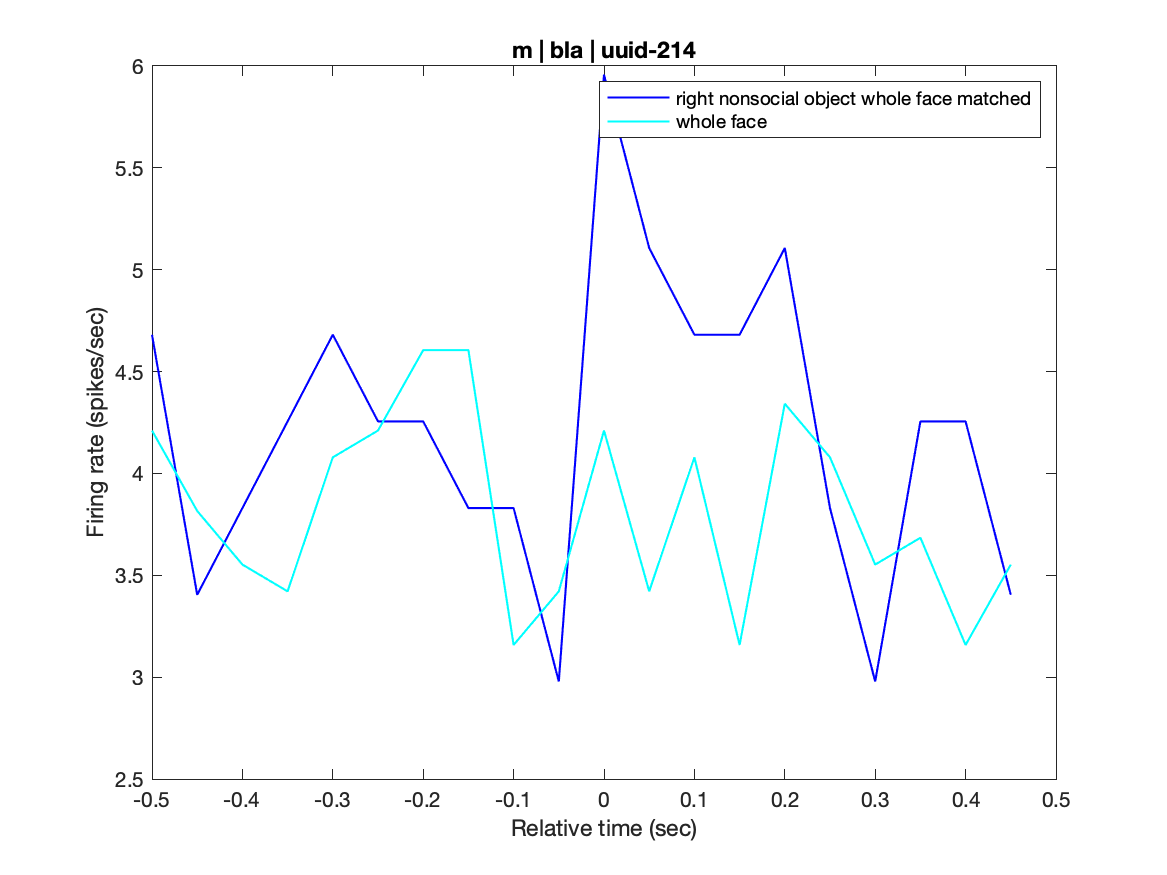 m | bla | uuid-214
right nonsocial object whole face matched
whole face
Firing rate (spikes/sec)
6
5.5
5
4.5
4
3.5
3
2.5
-0.5 -0.4 -0.3 -0.2 -0.1 0 0.1 0.2 0.3 0.4 0.5
Relative time (sec)